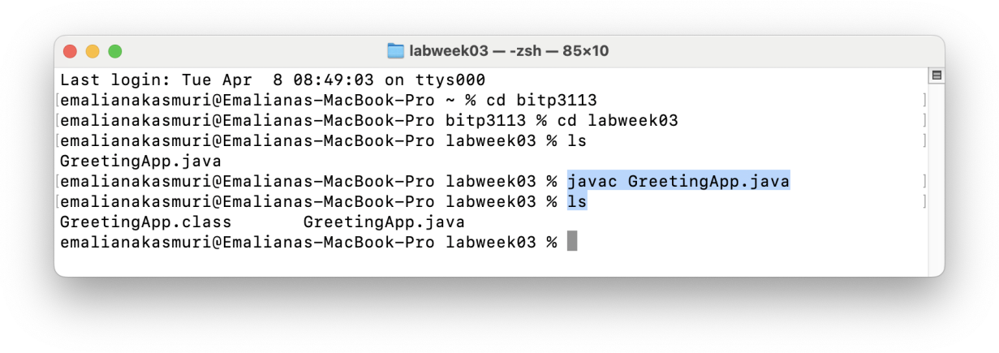 labweek03 — -zsh — 85×10
Last login: Tue Apr  8 08:49:03 on ttys000
[emalianakasmuri@Emalianas-MacBook-Pro ~ % cd bitp3113 ]
[emalianakasmuri@Emalianas-MacBook-Pro bitp3113 % cd labweek03 ]
[emalianakasmuri@Emalianas-MacBook-Pro labweek03 % ls ]
GreetingApp.java
[emalianakasmuri@Emalianas-MacBook-Pro labweek03 % javac GreetingApp.java ]
[emalianakasmuri@Emalianas-MacBook-Pro labweek03 % ls ]
GreetingApp.class       GreetingApp.java
emalianakasmuri@Emalianas-MacBook-Pro labweek03 %